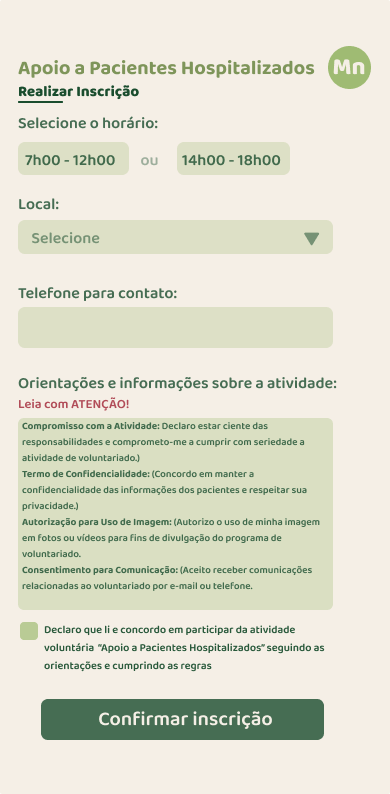 Apoio a Pacientes Hospitalizados
Mn
Realizar Inscrição
Selecione o horário:
7h00 - 12h00 ou 14h00 - 18h00
Local:
Selecione
Telefone para contato:
Orientações e informações sobre a atividade:
Leia com ATENÇÃO!
Compromisso com a Atividade: Declaro estar ciente das
responsabilidades e comprometo-me a cumprir com seriedade a
atividade de voluntariado.)
Termo de Confidencialidade: (Concordo em manter a
confidencialidade das informações dos pacientes e respeitar sua
privacidade.)
Autorização para Uso de Imagem: (Autorizo o uso de minha imagem
em fotos ou vídeos para fins de divulgação do programa de
voluntariado.
Consentimento para Comunicação: (Aceito receber comunicações
relacionadas ao voluntariado por e-mail ou telefone.
Declaro que li e concordo em participar da atividade
voluntária "Apoio a Pacientes Hospitalizados" seguindo as
orientações e cumprindo as regras
Confirmar inscrição